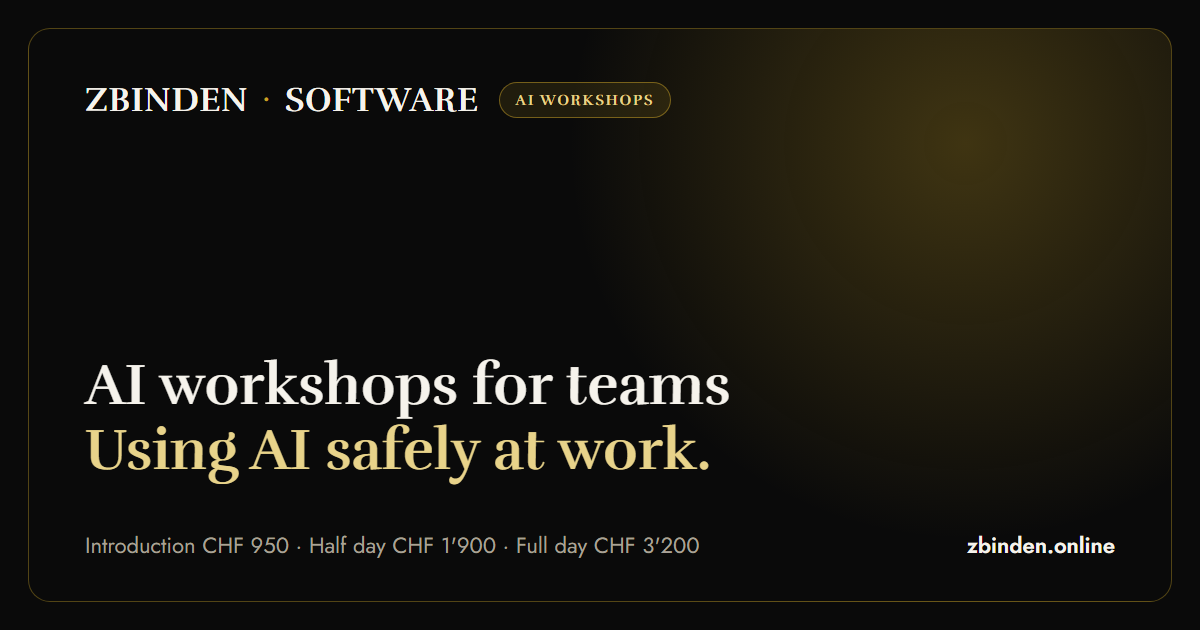 ZBINDEN · SOFTWARE AI WORKSHOPS
AI workshops for teams
Using AI safely at work.
Introduction CHF 950 · Half day CHF 1'900 · Full day CHF 3'200 zbinden.online